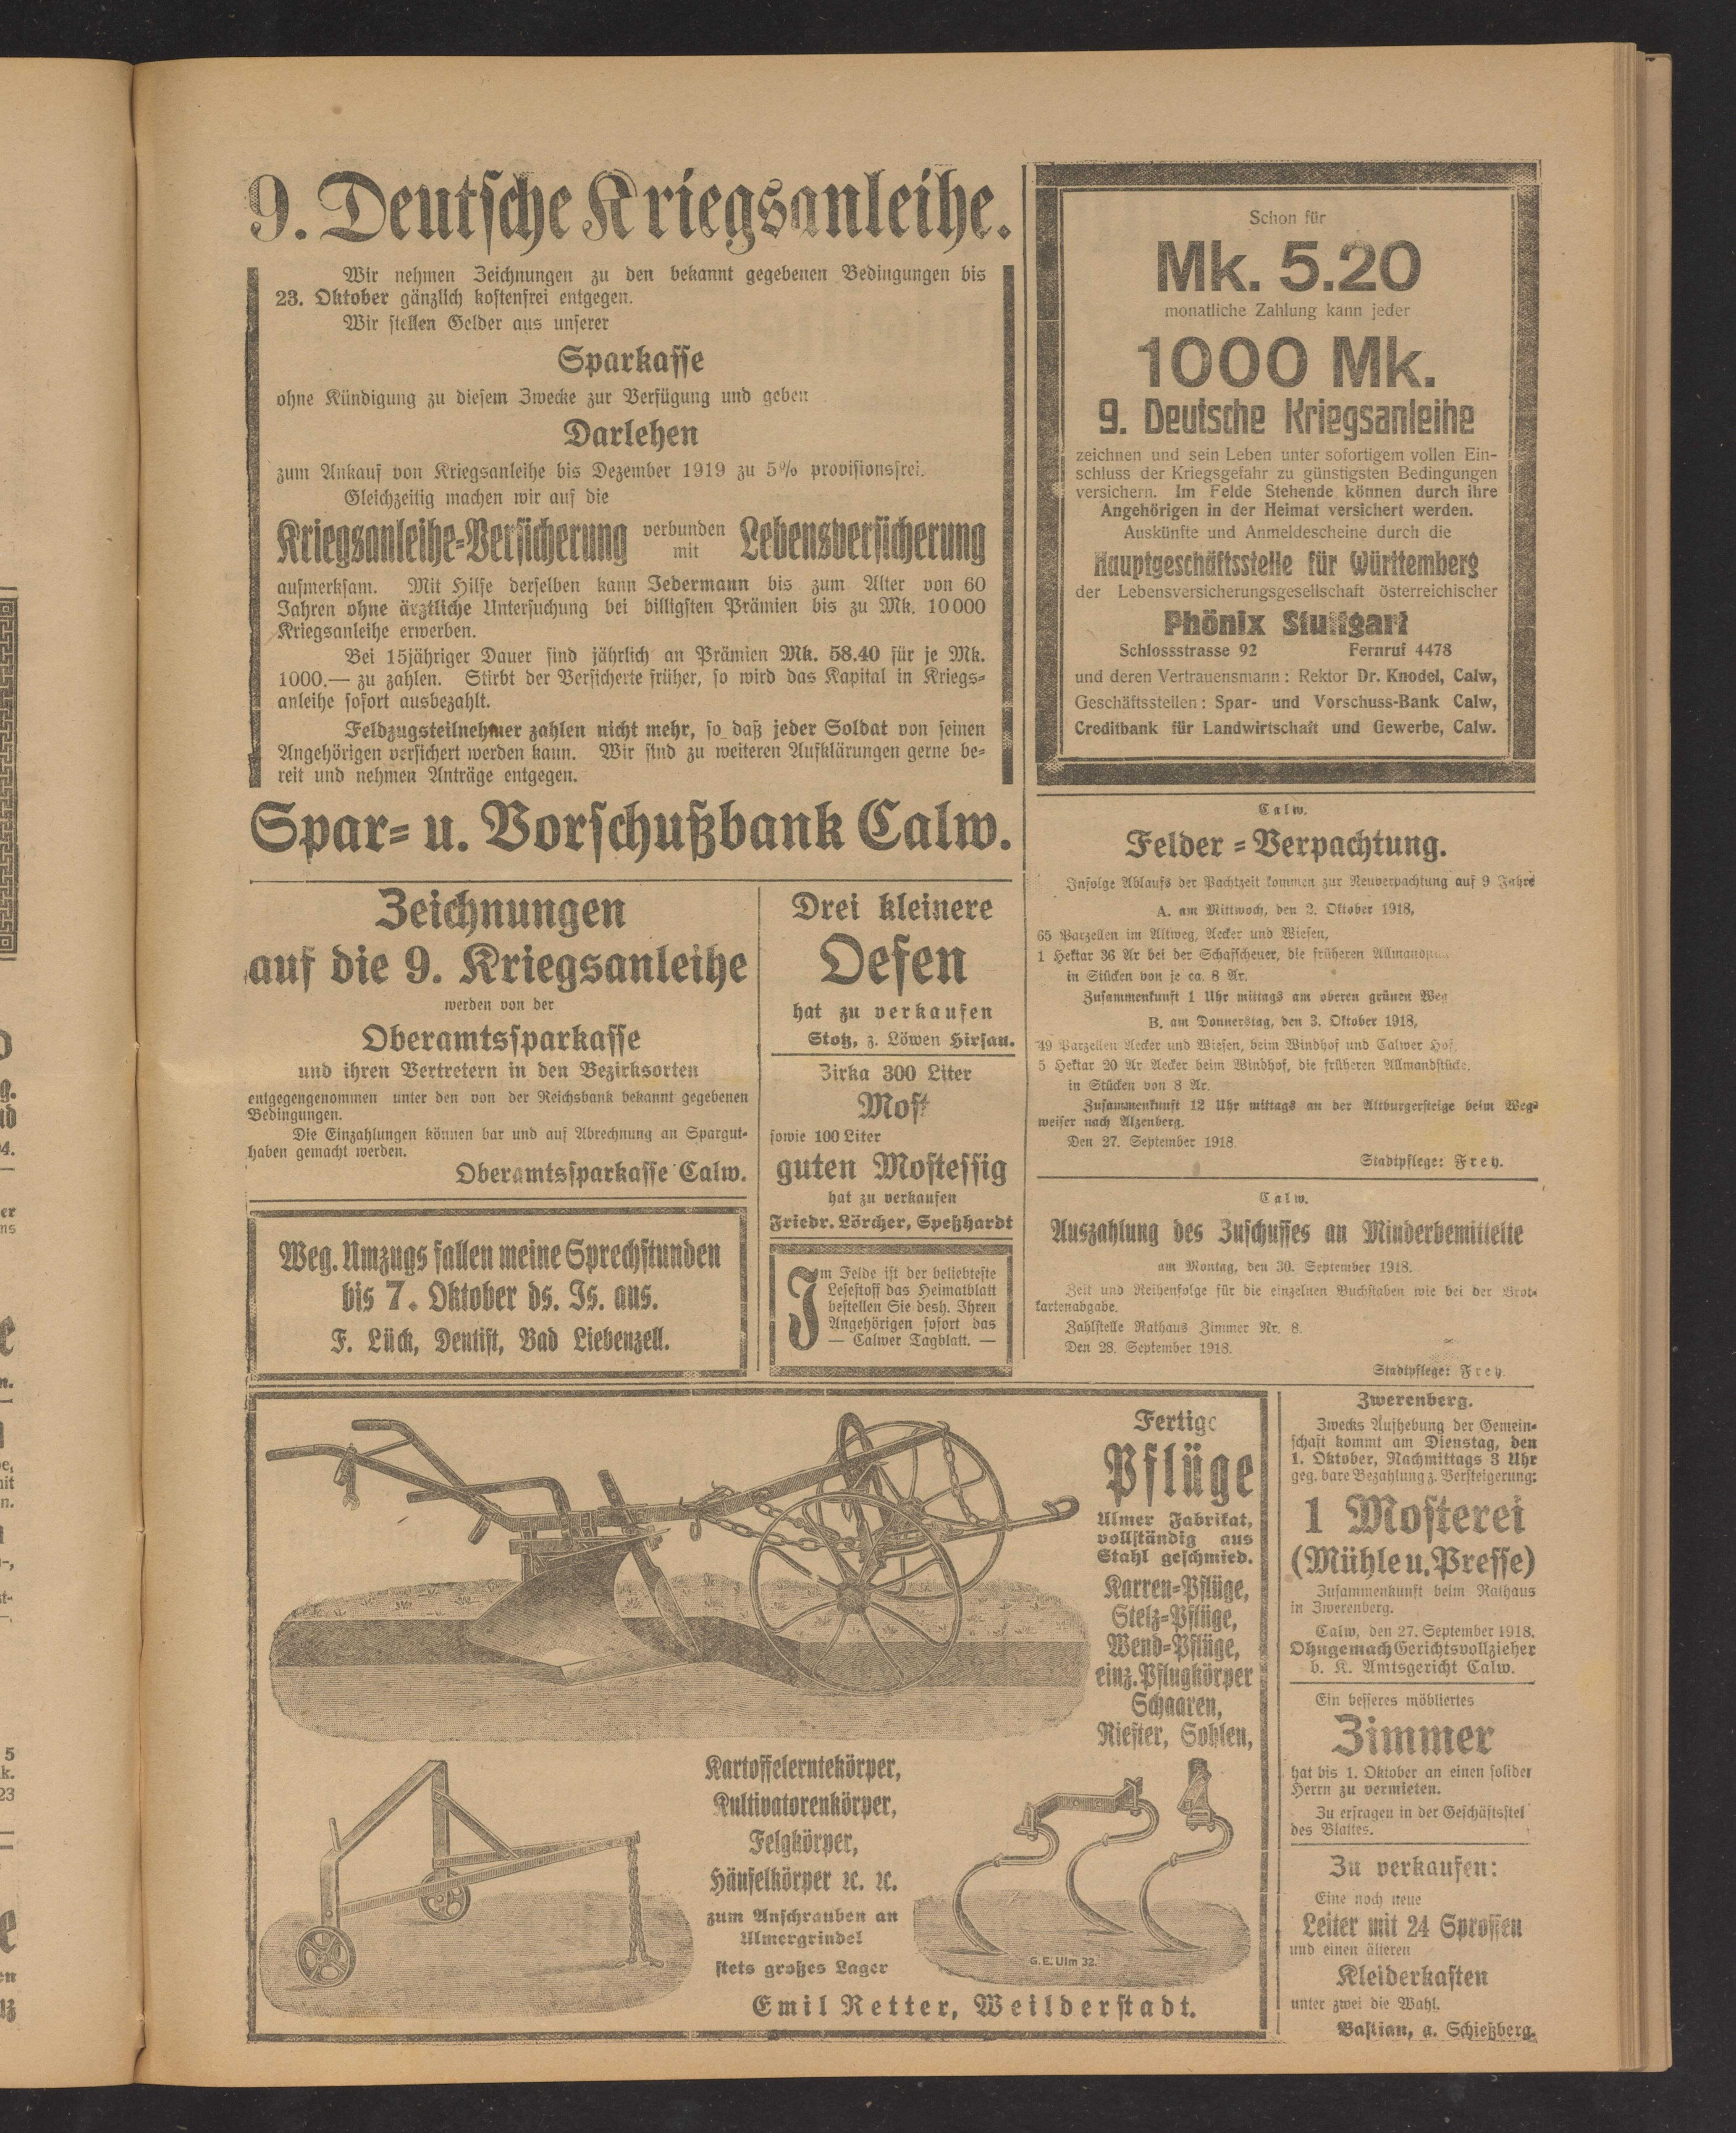 9. Deutsche Kriegsanleihe.
Wir nehmen Zeichnungen zu den bekannt gegebenen Bedingungen bis
23. Oktober gänzlich kostenfrei entgegen.
Wir stellen Gelder aus unserer
Sparkasse
ohne Kündigung zu diesem Zwecke zur Verfügung und geben
Darlehen
zum Ankauf von Kriegsanleihe bis Dezember 1919 zu 5% provisionsfrei.
Gleichzeitig machen wir auf die
Kriegsanleihe-Versicherung verbunden mit Lebensversicherung
aufmerksam. Mit Hilfe derselben kann Jedermann bis zum Alter von 60
Jahren ohne ärztliche Untersuchung bei billigsten Prämien bis zu Mk. 10000
Kriegsanleihe erwerben.
Bei 15jähriger Dauer sind jährlich an Prämien Mk. 58.40 für je Mk.
1000.— zu zahlen. Stirbt der Versicherte früher, so wird das Kapital in Kriegs-
anleihe sofort ausbezahlt.
Feldzugsteilnehmer zahlen nicht mehr, so daß jeder Soldat von seinen
Angehörigen versichert werden kann. Wir sind zu weiteren Aufklärungen gerne be-
reit und nehmen Anträge entgegen.
Spar- u. Vorschußbank Calw.
Zeichnungen
auf die 9. Kriegsanleihe
werden von der
Oberamtssparkasse
und ihren Vertretern in den Bezirksorten
entgegengenommen unter den von der Reichsbank bekannt gegebenen
Bedingungen.
Die Einzahlungen können bar und auf Abrechnung an Spargut-
haben gemacht werden.
Oberamtssparkasse Calw.
Weg. Umzugs fallen meine Sprechstunden
bis 7. Oktober ds. Js. aus.
F. Lück, Dentist, Bad Liebenzell.
Drei kleinere
Oefen
hat zu verkaufen
Stotz, z. Löwen Hirsau.
Zirka 300 Liter
Most
sowie 100 Liter
guten Mostessig
hat zu verkaufen
Friedr. Lörcher, Speßhardt
Im Felde ist der beliebteste
Lesestoff das Heimatblatt
bestellen Sie desh. Ihren
Angehörigen sofort das
— Calwer Tagblatt. —
Schon für
Mk. 5.20
monatliche Zahlung kann jeder
1000 Mk.
9. Deutsche Kriegsanleihe
zeichnen und sein Leben unter sofortigem vollen Ein-
schluss der Kriegsgefahr zu günstigsten Bedingungen
versichern. Im Felde Stehende können durch ihre
Angehörigen in der Heimat versichert werden.
Auskünfte und Anmeldescheine durch die
Hauptgeschäftsstelle für Württemberg
der Lebensversicherungsgesellschaft österreichischer
Phönix Stuttgart
Schlossstrasse 92 Fernruf 4478
und deren Vertrauensmann: Rektor Dr. Knodel, Calw,
Geschäftsstellen: Spar- und Vorschuss-Bank Calw,
Creditbank für Landwirtschaft und Gewerbe, Calw.
Calw.
Felder-Verpachtung.
Infolge Ablaufs der Pachtzeit kommen zur Neuverpachtung auf 9 Jahre
A. am Mittwoch, den 2. Oktober 1918,
65 Parzellen im Altweg, Aecker und Wiesen,
1 Hektar 36 Ar bei der Schafscheuer, die früheren
in Stücken von je ca. 8 Ar.
Zusammenkunft 1 Uhr mittags am oberen grünen Weg
B. am Donnerstag, den 3. Oktober 1918,
49 Parzellen Aecker und Wiesen, beim Windhof und Calwer Hof,
5 Hektar 20 Ar Aecker beim Windhof, die früheren Allmandstücke,
in Stücken von 8 Ar.
Zusammenkunft 12 Uhr mittags an der Altburgersteige beim Weg-
weiser nach Alzenberg.
Den 27. September 1918.
Stadtpflege: Frey.
Calw.
Auszahlung des Zuschusses an Minderbemittelte
am Montag, den 30. September 1918.
Zeit und Reihenfolge für die einzelnen Buchstaben wie bei der Brot-
kartenabgabe.
Zahlstelle Rathaus Zimmer Nr. 8.
Den 28. September 1918.
Stadtpflege: Frey.
Fertige
Pflüge
Ulmer Fabrikat,
vollständig aus
Stahl geschmied.
Karren-Pflüge,
Stelz-Pflüge,
Wend-Pflüge,
einz. Pflugkörper
Schaaren,
Riester, Sohlen,
Kartoffelerntekörper,
Kultivatorenkörper,
Felgkörper,
Häufelkörper ꝛc. ꝛc.
zum Anschrauben an
Ulmergrindel
stets großes Lager
G. E. Ulm 32.
Emil Retter, Weilderstadt.
Zwerenberg.
Zwecks Aufhebung der Gemein-
schaft kommt am Dienstag, den
1. Oktober, Nachmittags 3 Uhr
geg. bare Bezahlung z. Versteigerung:
1 Mosterei
(Mühle u. Presse)
Zusammenkunft beim Rathaus
in Zwerenberg.
Calw, den 27. September 1918.
Ohngemach Gerichtsvollzieher
b. K. Amtsgericht Calw.
Ein besseres möbliertes
Zimmer
hat bis 1. Oktober an einen solider
Herrn zu vermieten.
Zu erfragen in der Geschäftsstel
des Blattes.
Zu verkaufen:
Eine noch neue
Leiter mit 24 Sprossen
und einen älteren
Kleiderkasten
unter zwei die Wahl.
Bastian, a. Schießberg.